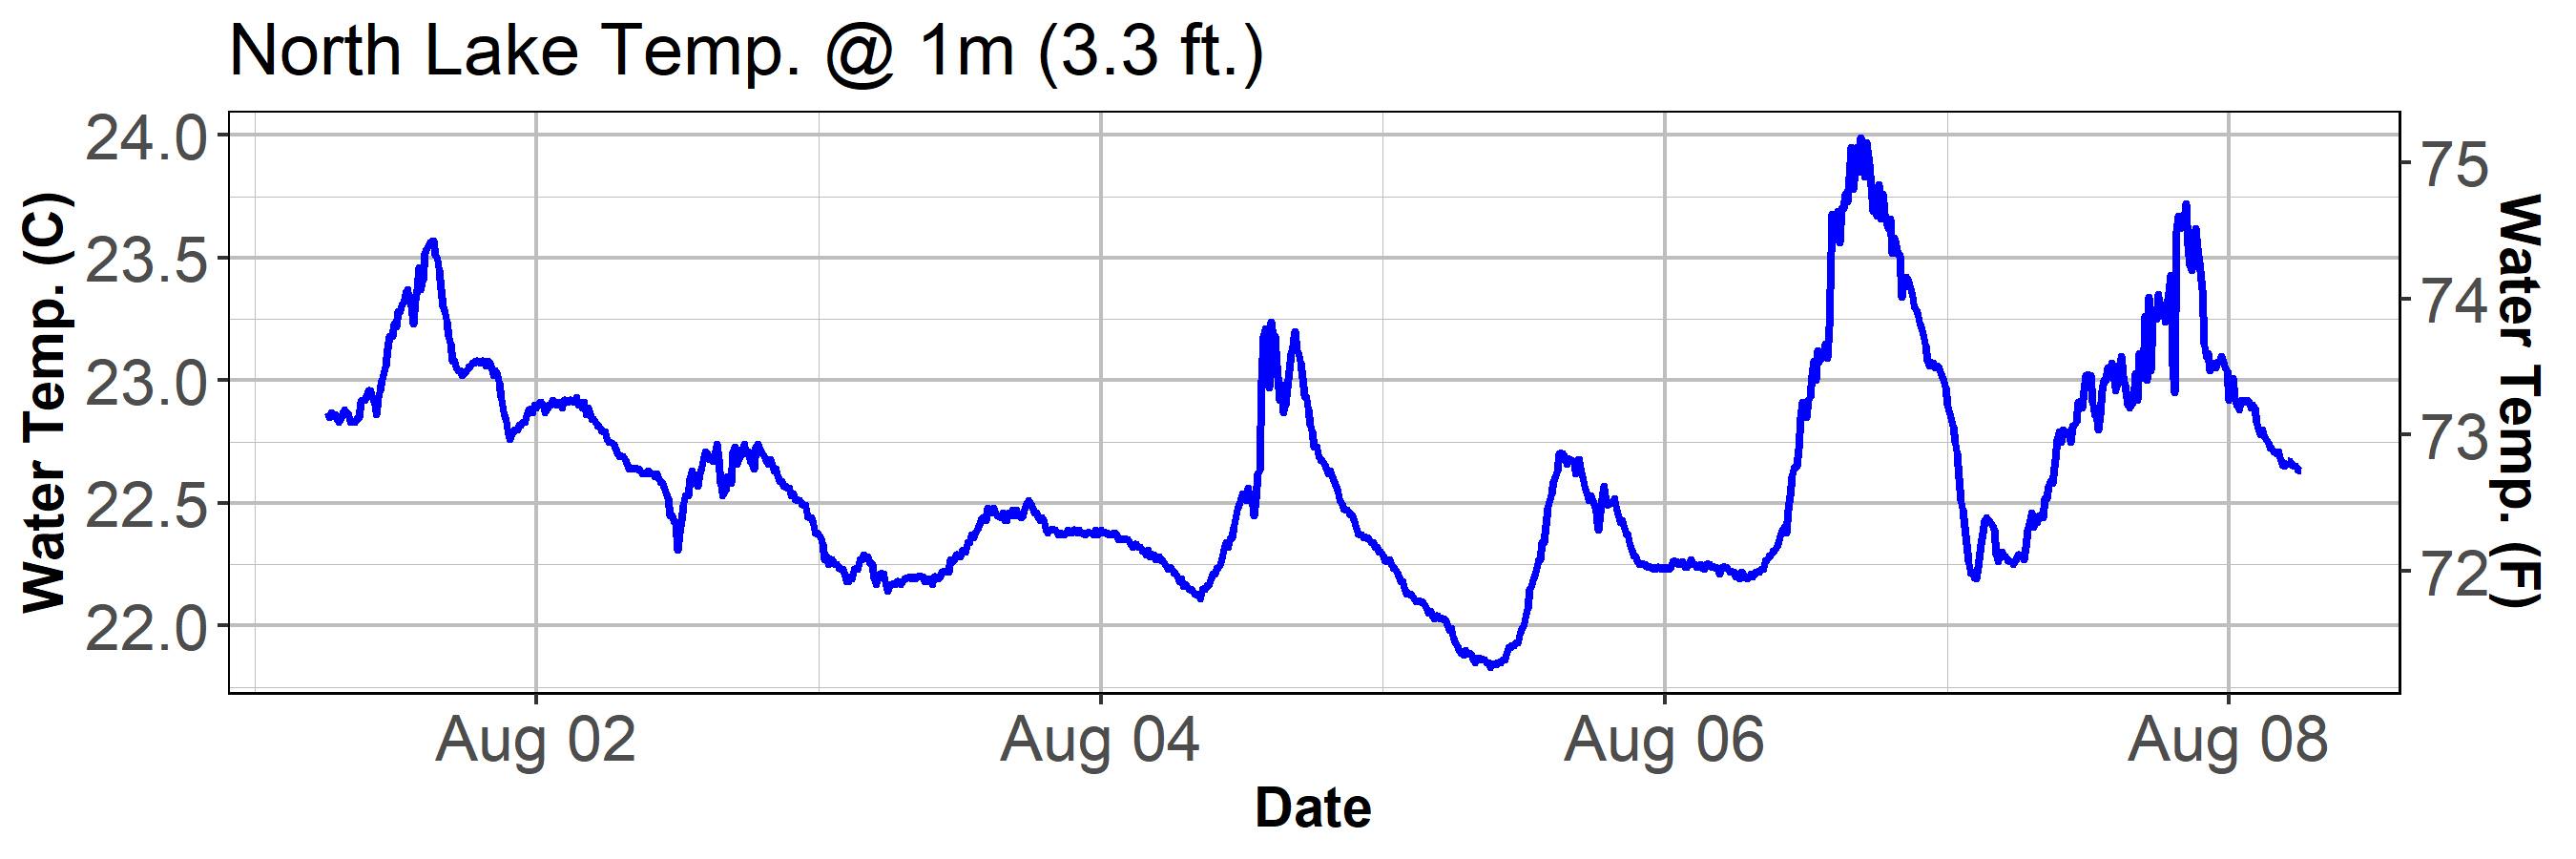 North Lake Temp. @ 1m (3.3 ft.)
Water Temp. (C)
24.0
23.5
23.0
22.5
22.0
75
74
73
72
Water Temp. (F)
Aug 02 Aug 04 Aug 06 Aug 08
Date